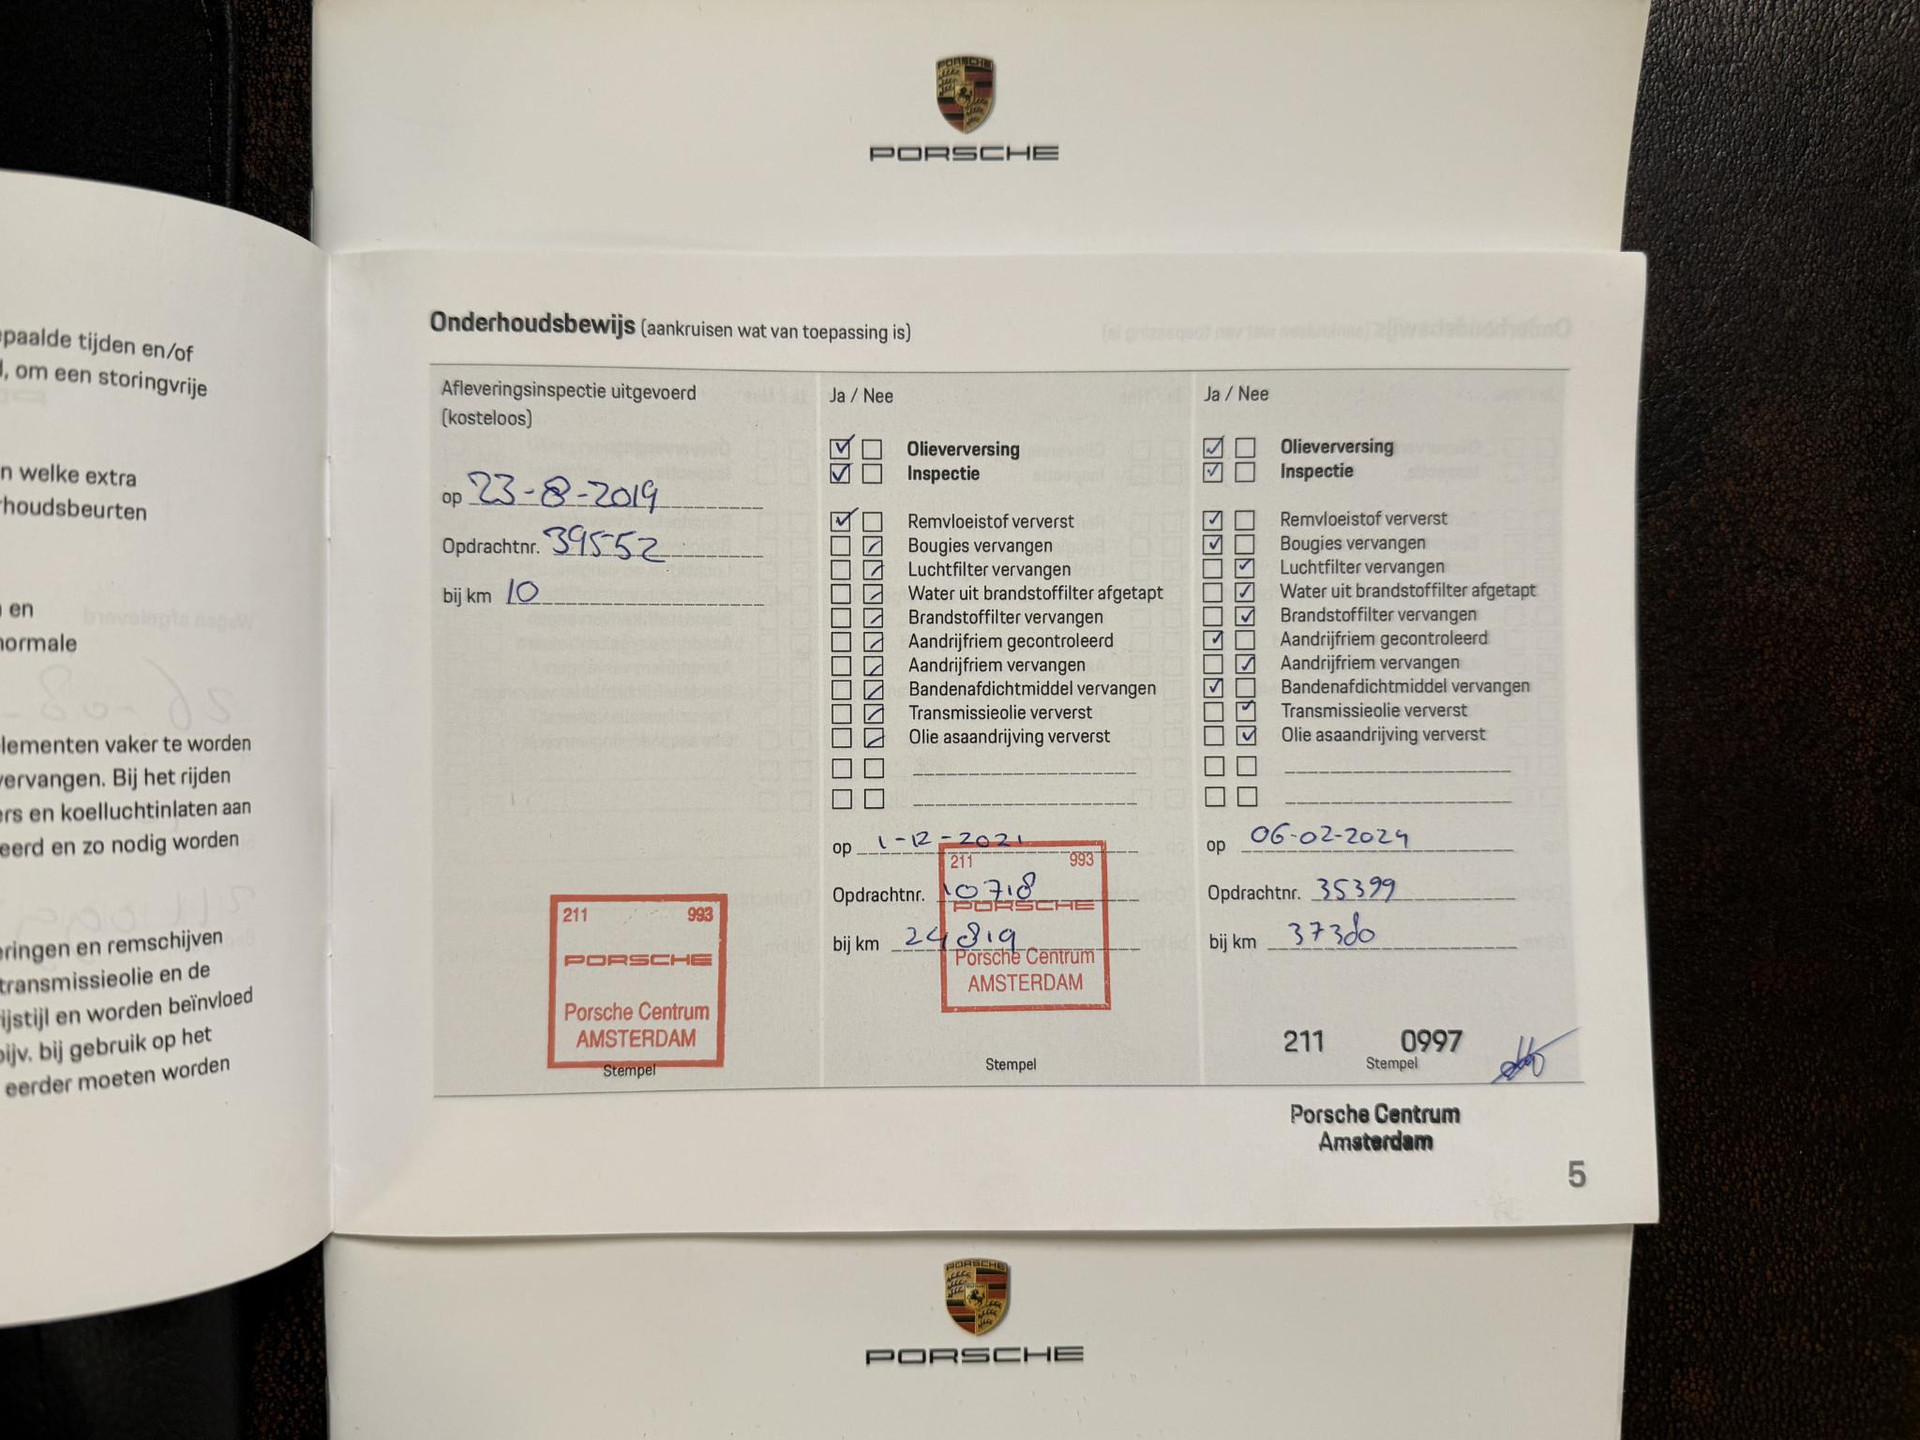 PORSCHE
PORSCHE
paalde tijden en/of
, om een storingvrije
n welke extra
houdsbeurten
en
normale
lementen vaker te worden
vervangen. Bij het rijden
ers en koelluchtinlaten aan
eerd en zo nodig worden
eringen en remschijven
transmissieolie en de
ijstijl en worden beïnvloed
bijv. bij gebruik op het
eerder moeten worden
Onderhoudsbewijs (aankruisen wat van toepassing is)
Afleveringsinspectie uitgevoerd
(kosteloos)
op 23-8-2019
Opdrachtnr. 39552
bij km 10
211 993
PORSCHE
Porsche Centrum
AMSTERDAM
Stempel
Ja / Nee
Olieverversing
Inspectie
Remvloeistof ververst
Bougies vervangen
Luchtfilter vervangen
Water uit brandstoffilter afgetapt
Brandstoffilter vervangen
Aandrijfriem gecontroleerd
Aandrijfriem vervangen
Bandenafdichtmiddel vervangen
Transmissieolie ververst
Olie asaandrijving ververst
op 1-12-2021
211 993
Opdrachtnr. 10718
PORSCHE
bij km 24819
Porsche Centrum
AMSTERDAM
Stempel
Ja / Nee
Olieverversing
Inspectie
Remvloeistof ververst
Bougies vervangen
Luchtfilter vervangen
Water uit brandstoffilter afgetapt
Brandstoffilter vervangen
Aandrijfriem gecontroleerd
Aandrijfriem vervangen
Bandenafdichtmiddel vervangen
Transmissieolie ververst
Olie asaandrijving ververst
op 06-02-2024
Opdrachtnr. 35399
bij km 37380
211 0997
Stempel
Porsche Centrum
Amsterdam
5
PORSCHE
PORSCHE